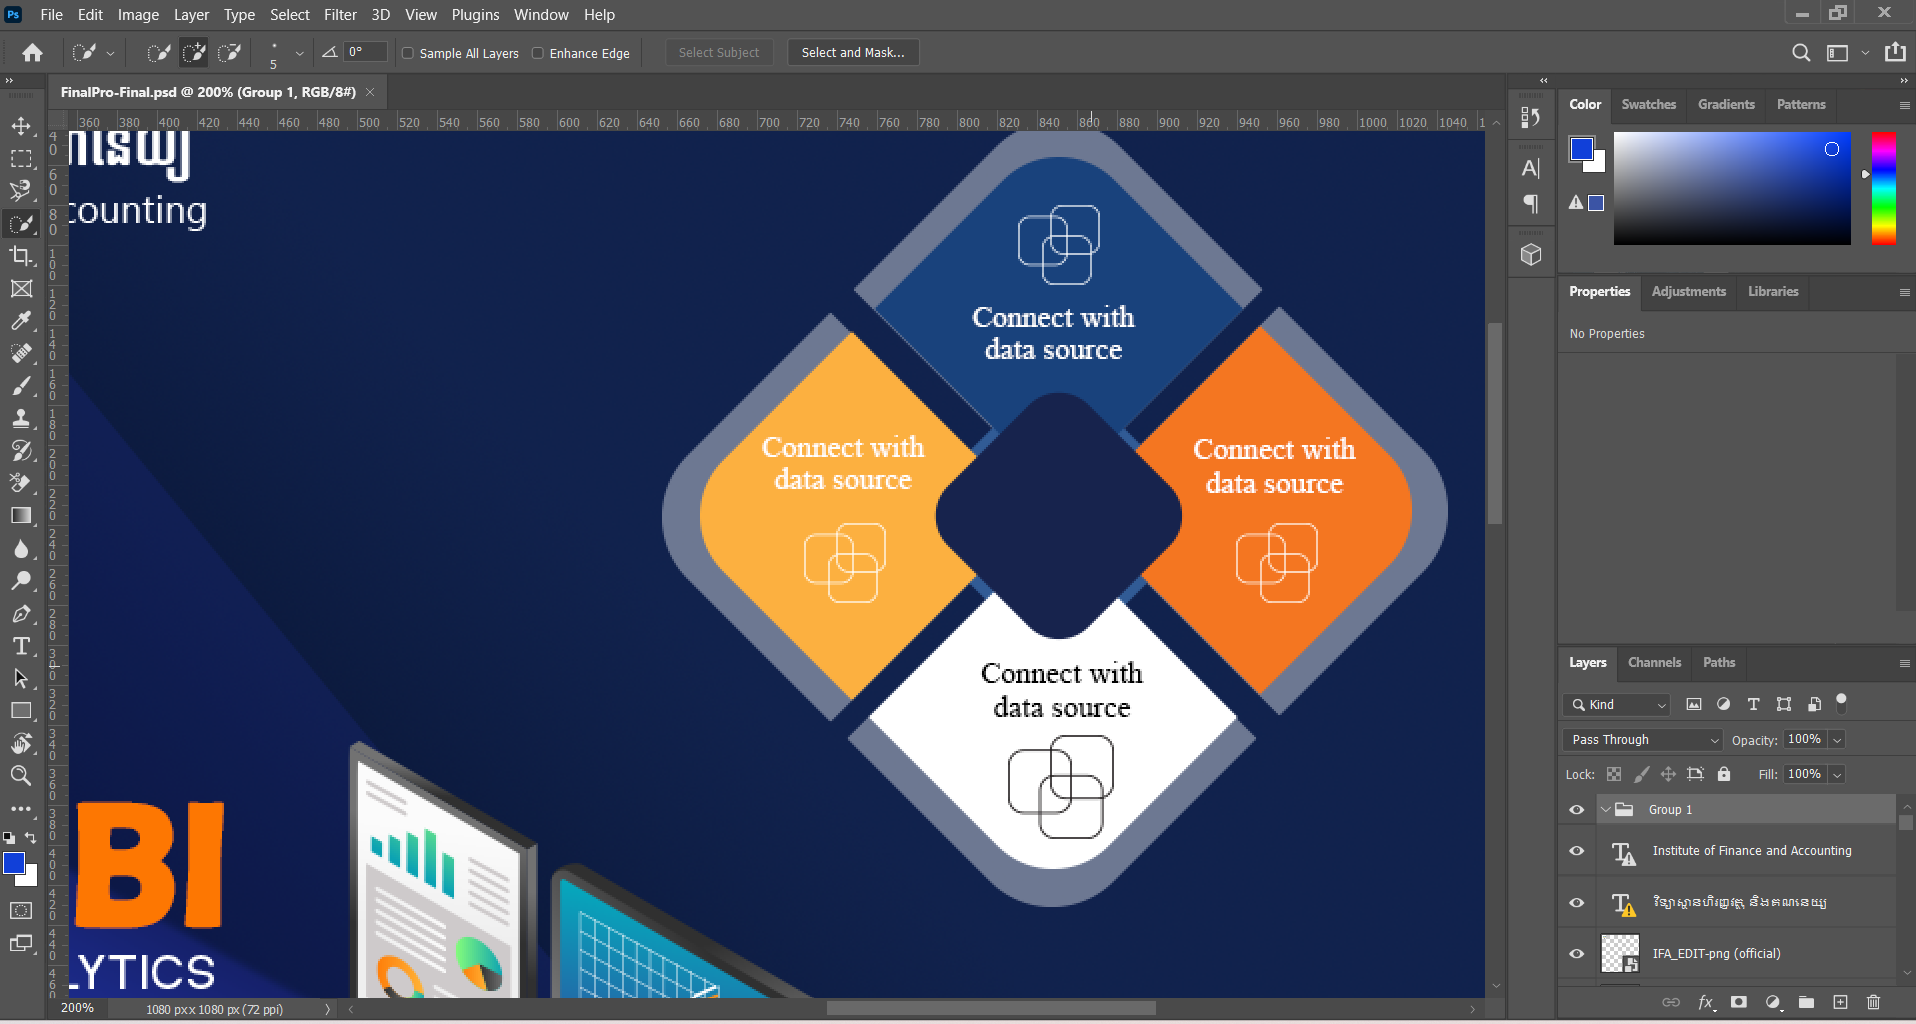 Ps File Edit Image Layer Type Select Filter 3D View Plugins Window Help
5 0° Sample All Layers Enhance Edge Select Subject Select and Mask...
FinalPro-Final.psd @ 200% (Group 1, RGB/8#)
360 380 400 420 440 460 480 500 520 540 560 580 600 620 640 660 680 700 720 740 760 780 800 820 840 860 880 900 920 940 960 980 1000 1020 1040
counting
Connect with
data source
Connect with
data source
Connect with
data source
Connect with
data source
BI
LYTICS
200% 1080 px x 1080 px (72 ppi)
Color Swatches Gradients Patterns
Properties Adjustments Libraries
No Properties
Layers Channels Paths
Kind
Pass Through Opacity: 100%
Lock: Fill: 100%
Group 1
Institute of Finance and Accounting
វិទ្យាស្ថានហិរញ្ញវត្ថុ និងគណនេយ្យ
IFA_EDIT-png (official)